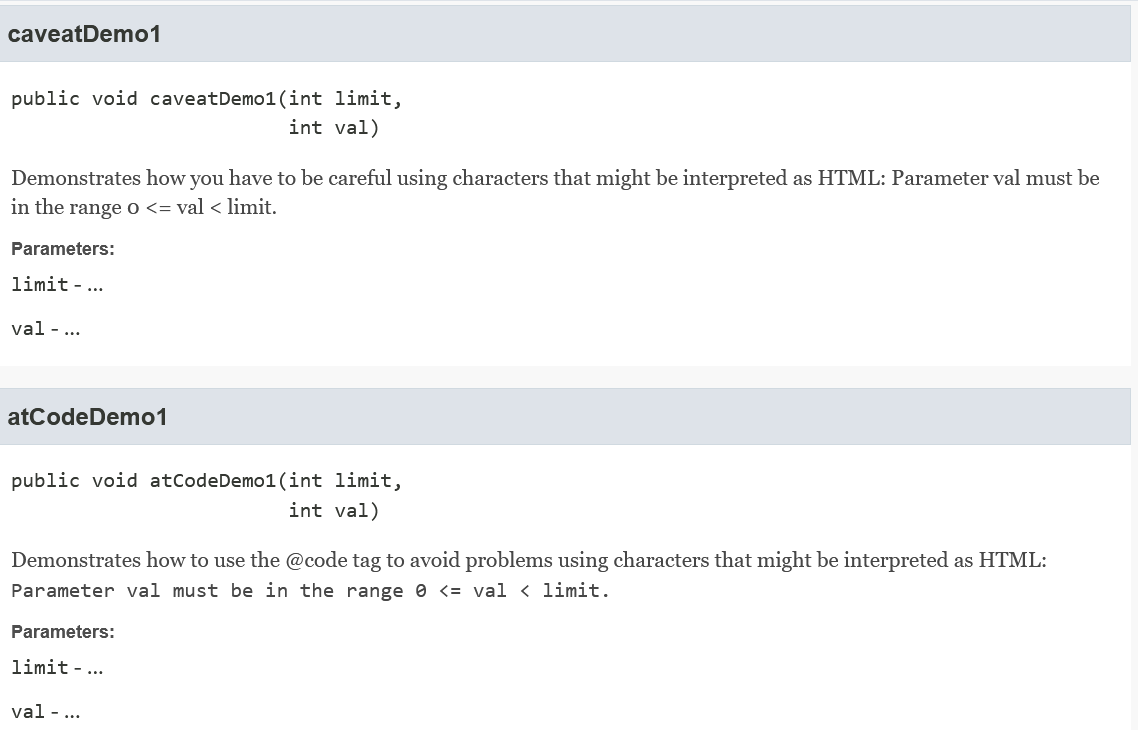 caveatDemo1
public void caveatDemo1(int limit,
int val)
Demonstrates how you have to be careful using characters that might be interpreted as HTML: Parameter val must be
in the range 0 <= val < limit.
Parameters:
limit - ...
val - ...
atCodeDemo1
public void atCodeDemo1(int limit,
int val)
Demonstrates how to use the @code tag to avoid problems using characters that might be interpreted as HTML:
Parameter val must be in the range 0 <= val < limit.
Parameters:
limit - ...
val - ...